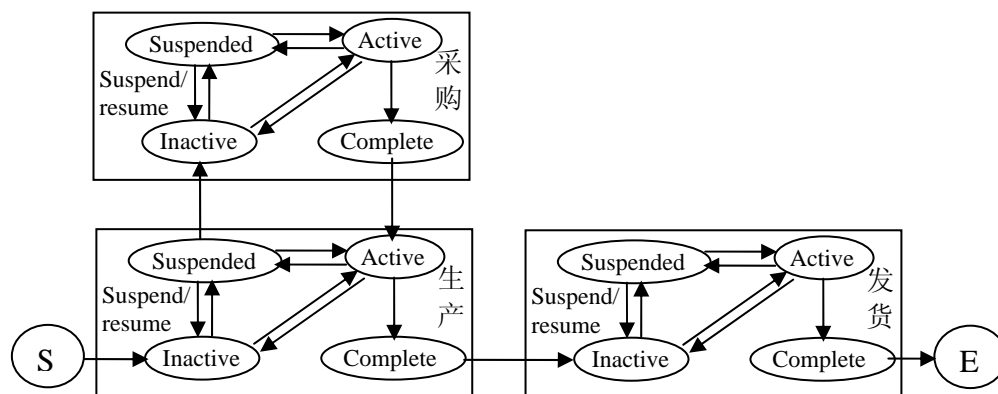 Suspended
Active
采购
Suspend/
resume
Inactive
Complete
Suspended
Active
生产
Suspend/
resume
Inactive
Complete
Suspended
Active
发货
Suspend/
resume
Inactive
Complete
S
E